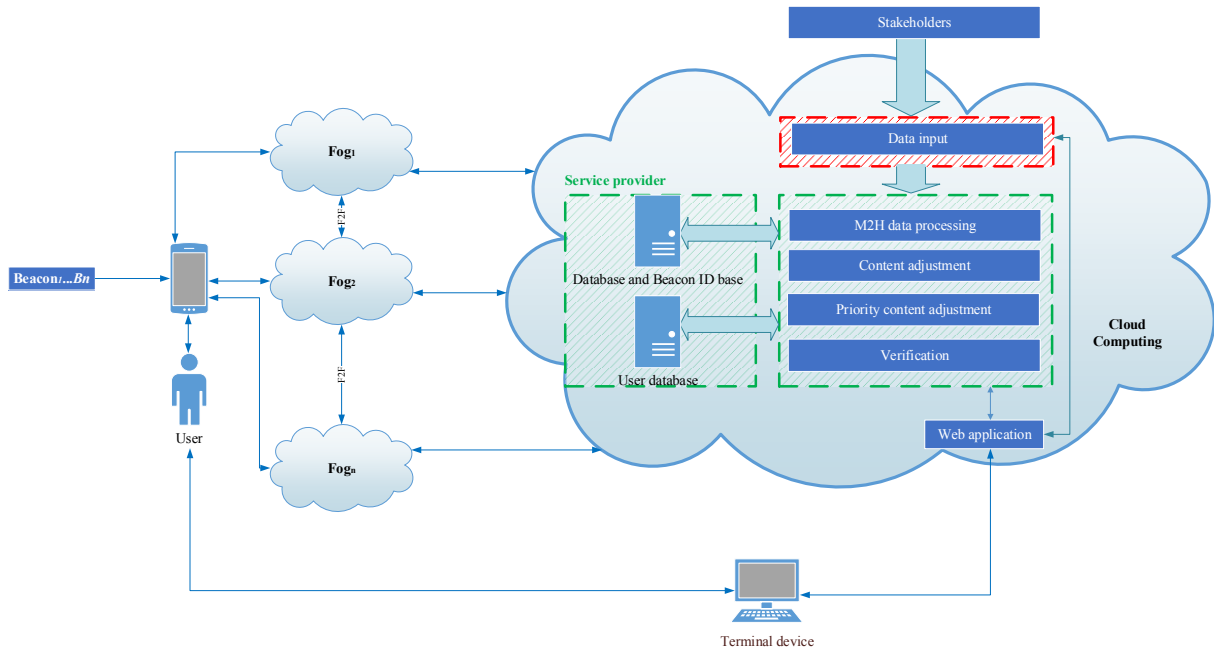 Stakeholders
Data input
Fog1
Service provider
F2F
M2H data processing
Beacon1...Bn
Fog2
Content adjustment
Database and Beacon ID base
Priority content adjustment
Cloud
Computing
Verification
F2F
User database
User
Web application
Fogn
Terminal device